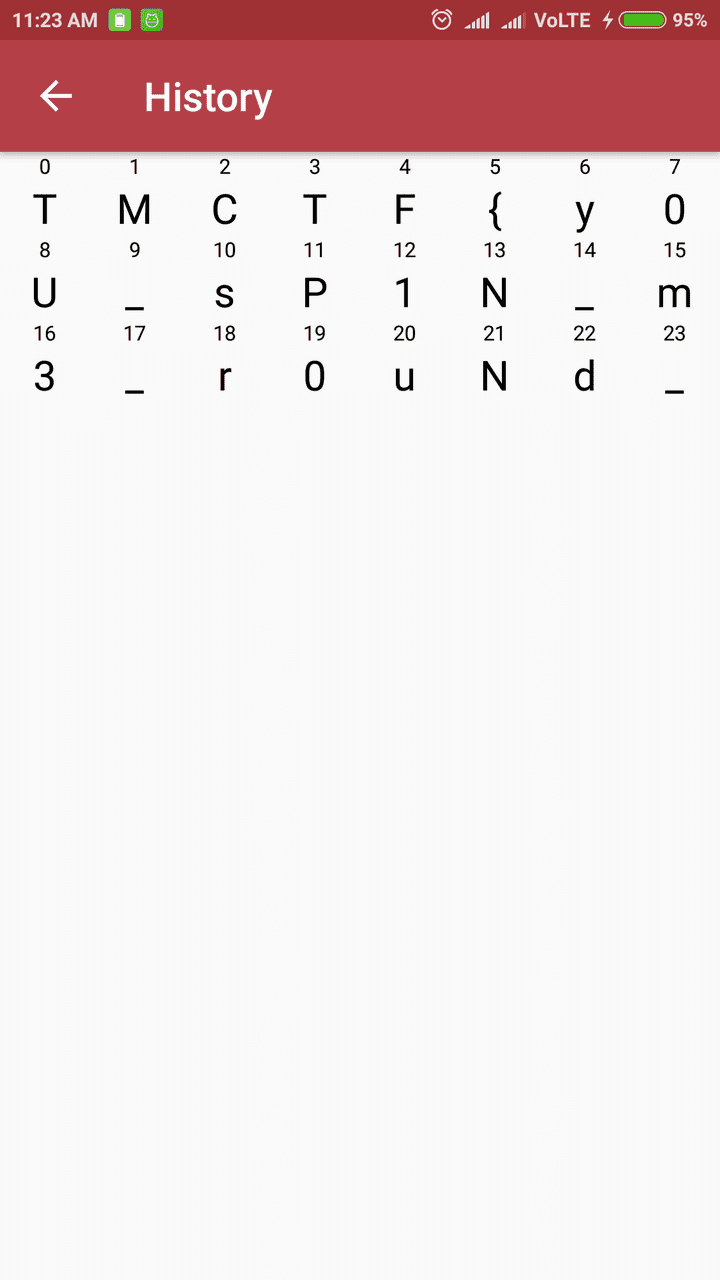 11:23 AM VoLTE 95%
History
0 1 2 3 4 5 6 7
T M C T F { y 0
8 9 10 11 12 13 14 15
U _ s P 1 N _ m
16 17 18 19 20 21 22 23
3 _ r 0 u N d _